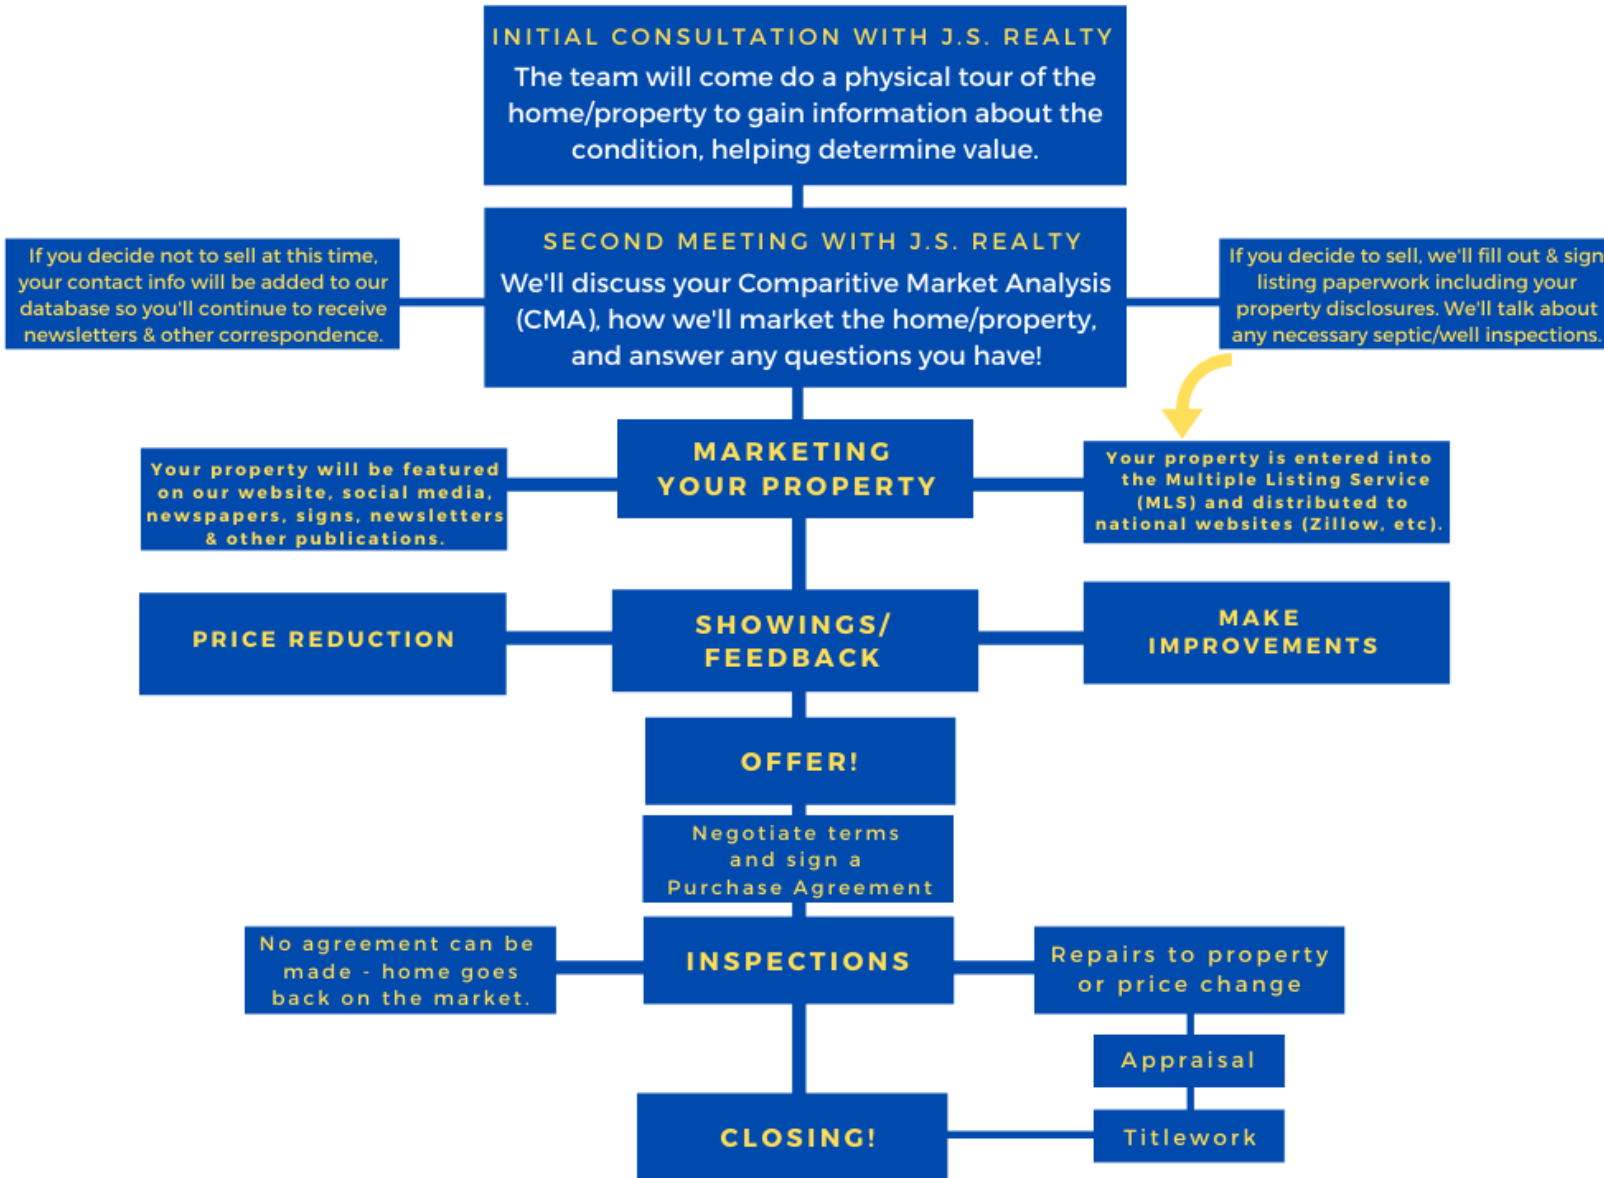 INITIAL CONSULTATION WITH J.S. REALTY
The team will come do a physical tour of the
home/property to gain information about the
condition, helping determine value.
If you decide not to sell at this time,
your contact info will be added to our
database so you'll continue to receive
newsletters & other correspondence.
SECOND MEETING WITH J.S. REALTY
We'll discuss your Comparitive Market Analysis
(CMA), how we'll market the home/property,
and answer any questions you have!
If you decide to sell, we'll fill out & sign
listing paperwork including your
property disclosures. We'll talk about
any necessary septic/well inspections.
Your property will be featured
on our website, social media,
newspapers, signs, newsletters
& other publications.
MARKETING
YOUR PROPERTY
Your property is entered into
the Multiple Listing Service
(MLS) and distributed to
national websites (Zillow, etc).
PRICE REDUCTION
SHOWINGS/
FEEDBACK
MAKE
IMPROVEMENTS
OFFER!
Negotiate terms
and sign a
Purchase Agreement
No agreement can be
made - home goes
back on the market.
INSPECTIONS
Repairs to property
or price change
Appraisal
Titlework
CLOSING!